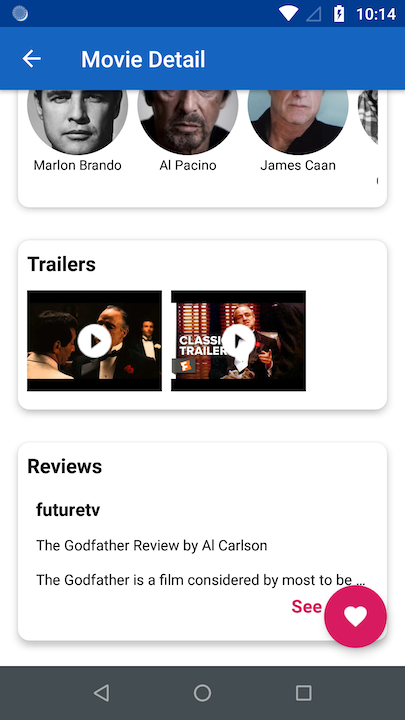 10:14
Movie Detail
Marlon Brando
Al Pacino
James Caan
Trailers
CLASSIC
TRAILER
Reviews
futuretv
The Godfather Review by Al Carlson
The Godfather is a film considered by most to be ...
See